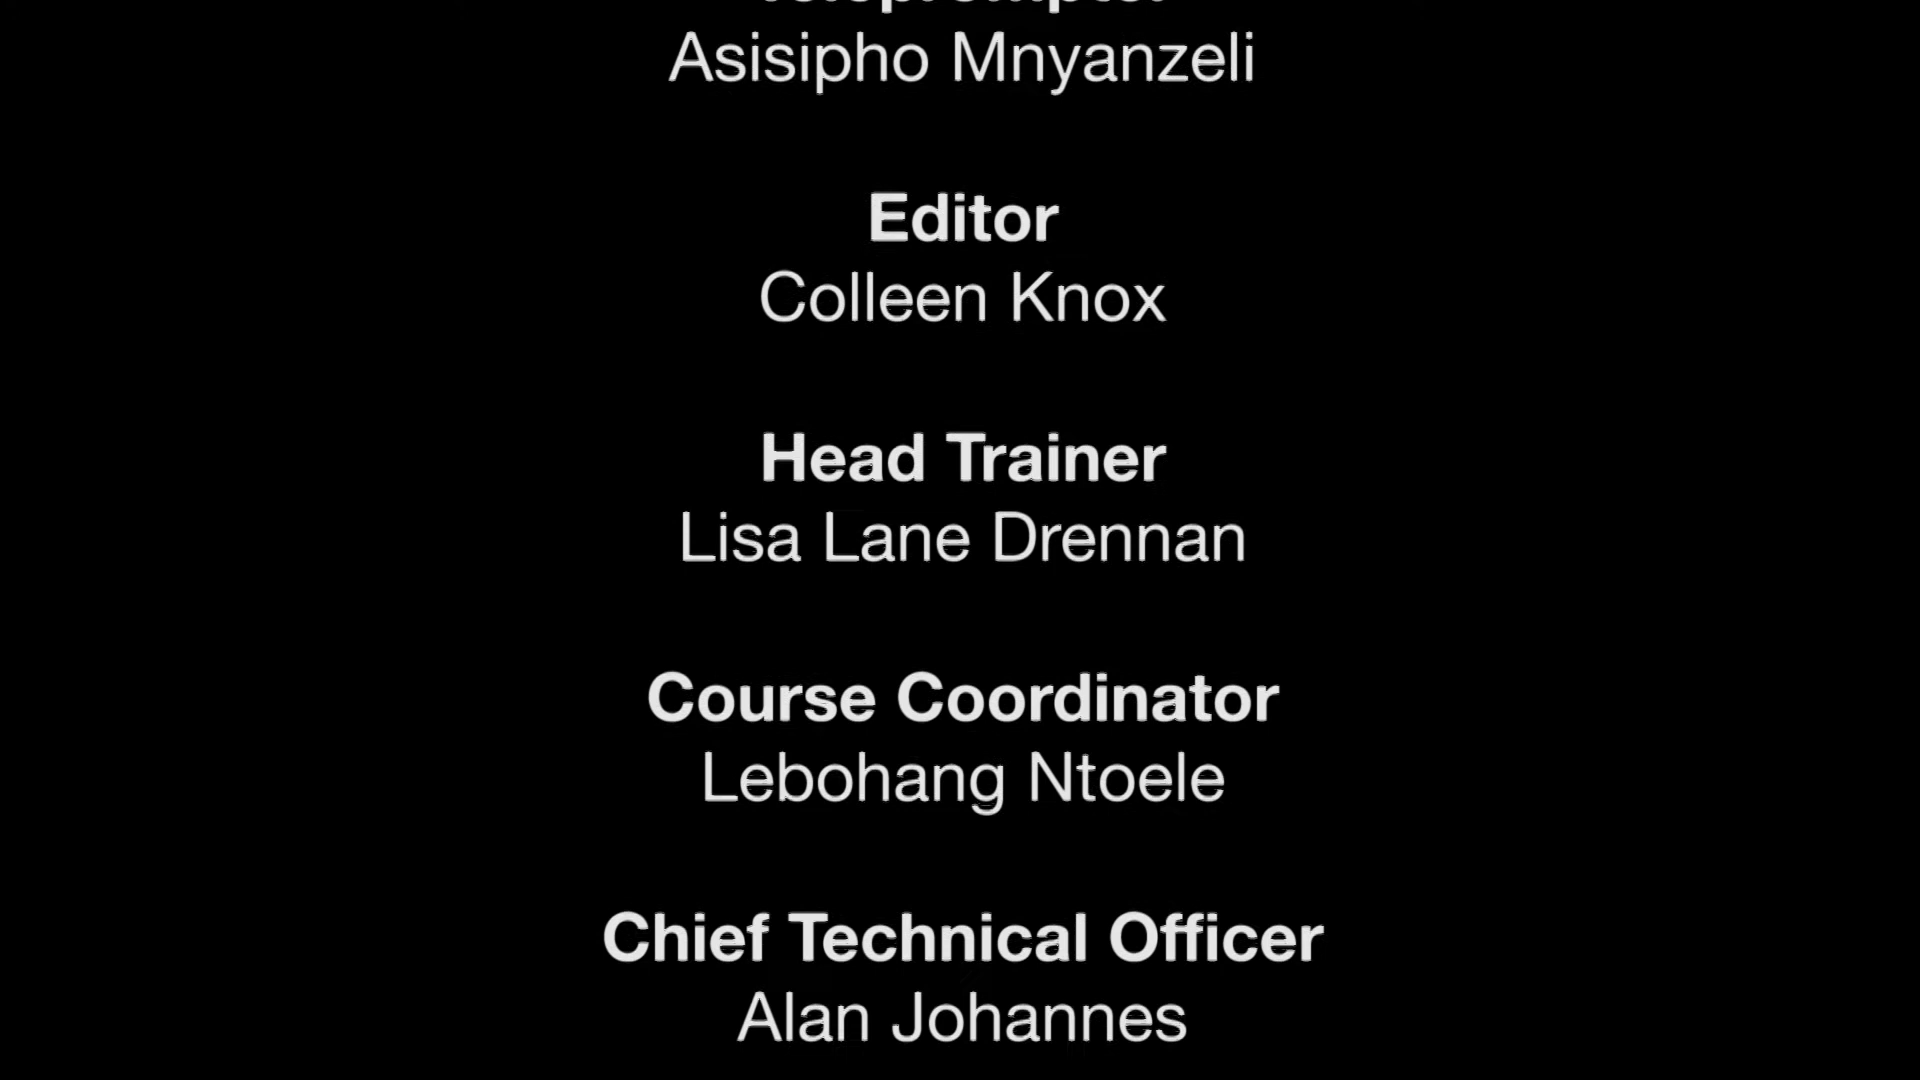 Teleprompter
Asisipho Mnyanzeli
Editor
Colleen Knox
Head Trainer
Lisa Lane Drennan
Course Coordinator
Lebohang Ntoele
Chief Technical Officer
Alan Johannes